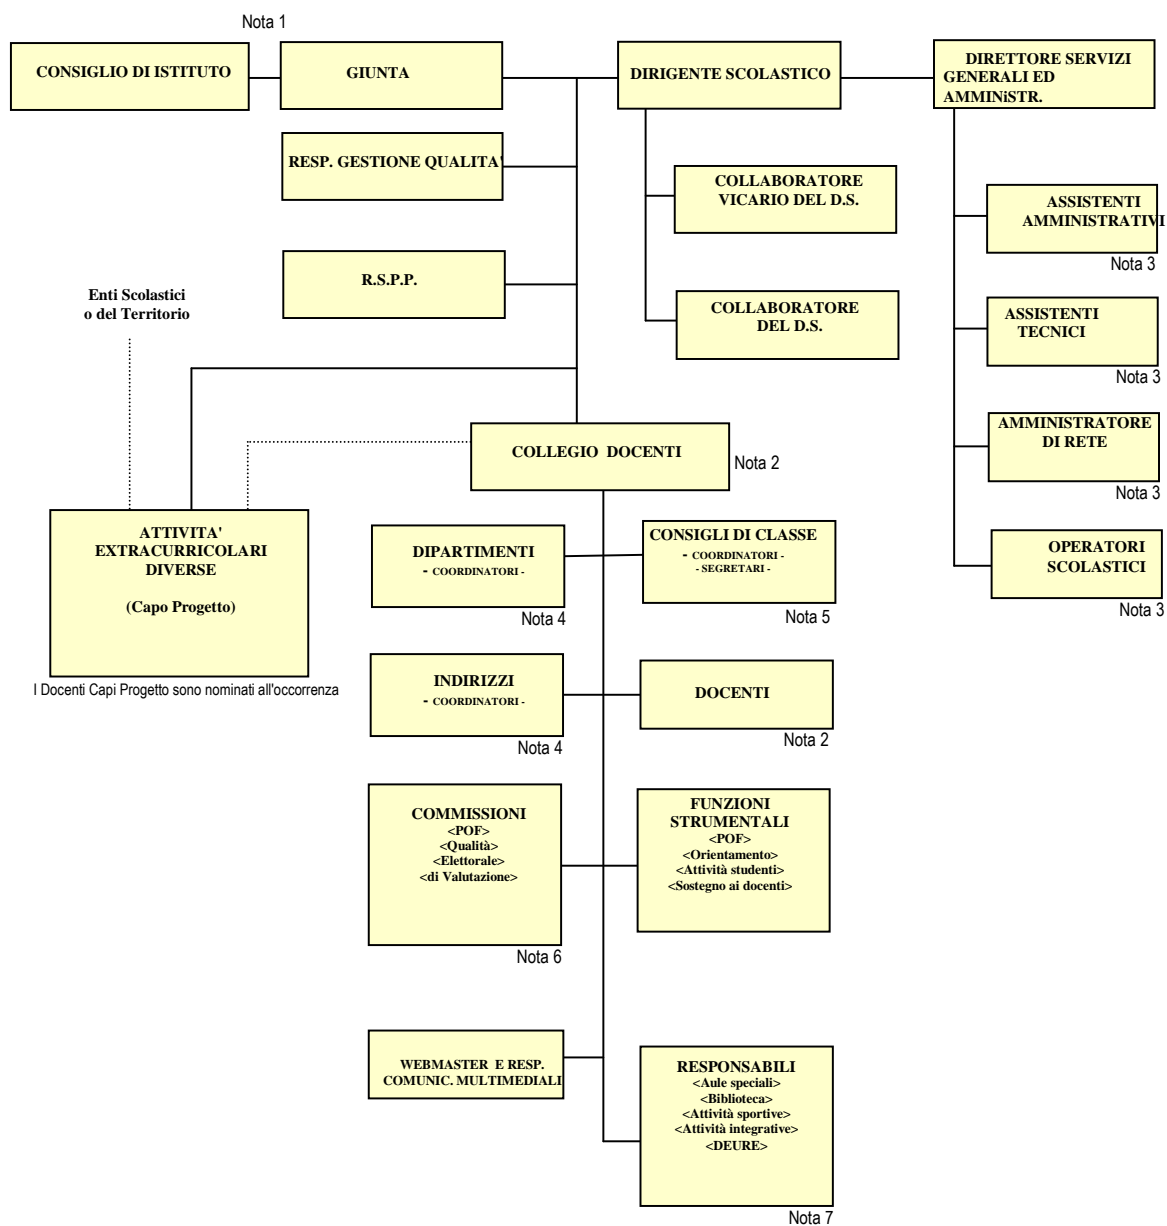 Nota 1
CONSIGLIO DI ISTITUTO
GIUNTA
DIRIGENTE SCOLASTICO
DIRETTORE SERVIZI
GENERALI ED
AMMINiSTR.
RESP. GESTIONE QUALITA'
COLLABORATORE
VICARIO DEL D.S.
ASSISTENTI
AMMINISTRATIVI
Nota 3
R.S.P.P.
Enti Scolastici
o del Territorio
COLLABORATORE
DEL D.S.
ASSISTENTI
TECNICI
Nota 3
COLLEGIO DOCENTI
Nota 2
AMMINISTRATORE
DI RETE
Nota 3
ATTIVITA'
EXTRACURRICOLARI
DIVERSE
(Capo Progetto)
I Docenti Capi Progetto sono nominati all'occorrenza
DIPARTIMENTI
- COORDINATORI -
Nota 4
CONSIGLI DI CLASSE
- COORDINATORI -
- SEGRETARI -
Nota 5
OPERATORI
SCOLASTICI
Nota 3
INDIRIZZI
- COORDINATORI -
Nota 4
DOCENTI
Nota 2
COMMISSIONI
<POF>
<Qualità>
<Elettorale>
<di Valutazione>
Nota 6
FUNZIONI
STRUMENTALI
<POF>
<Orientamento>
<Attività studenti>
<Sostegno ai docenti>
WEBMASTER E RESP.
COMUNIC. MULTIMEDIALI
RESPONSABILI
<Aule speciali>
<Biblioteca>
<Attività sportive>
<Attività integrative>
<DEURE>
Nota 7